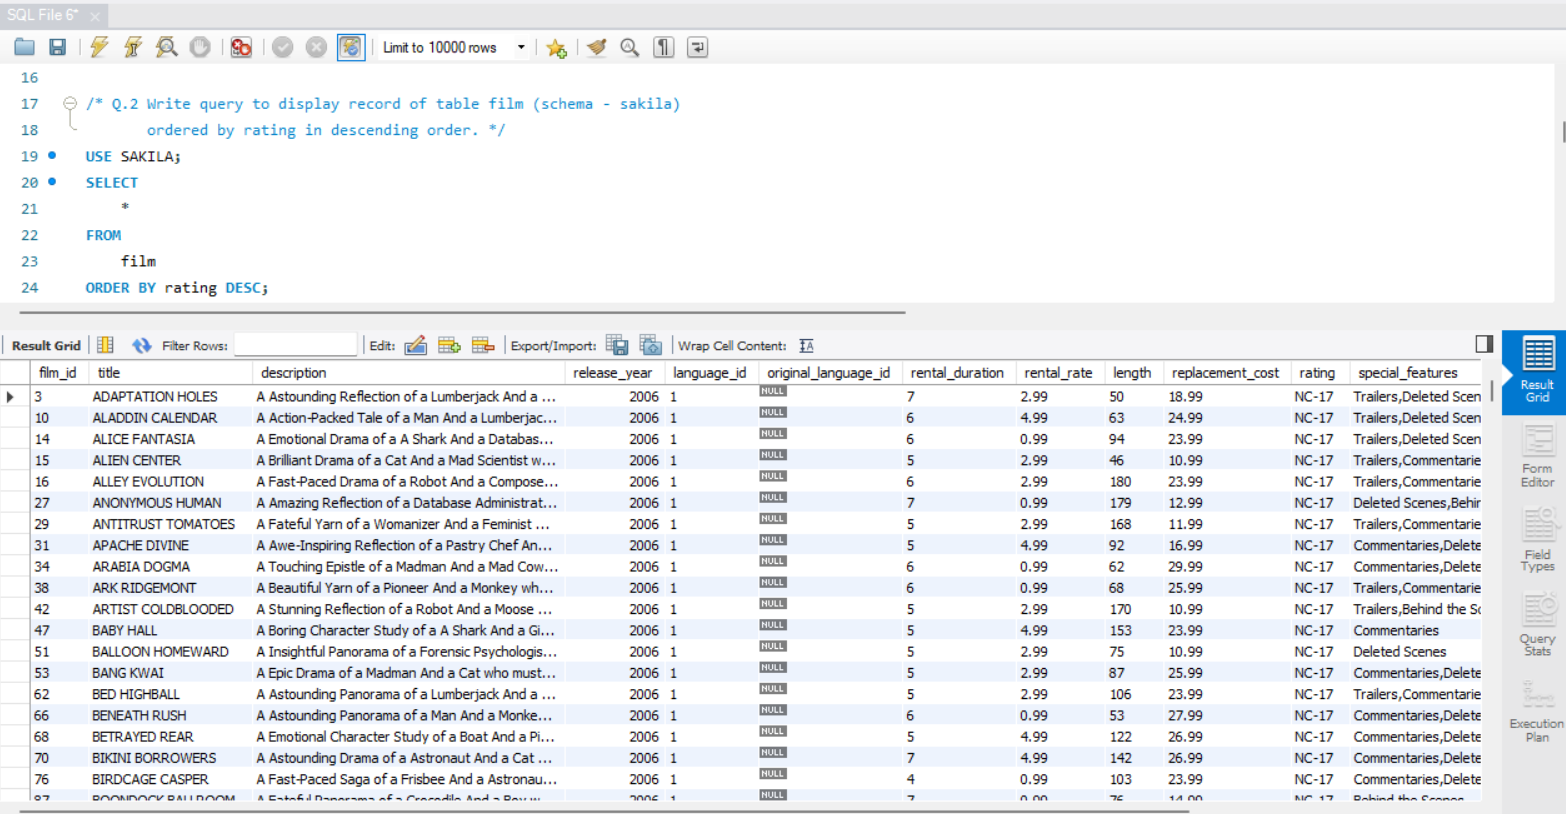 SQL File 6*
Limit to 10000 rows
16
17 /* Q.2 Write query to display record of table film (schema - sakila)
18 ordered by rating in descending order. */
19 USE SAKILA;
20 SELECT
21 *
22 FROM
23 film
24 ORDER BY rating DESC;
Result Grid Filter Rows: Edit: Export/Import: Wrap Cell Content:
film_id title description release_year language_id original_language_id rental_duration rental_rate length replacement_cost rating special_features
3 ADAPTATION HOLES A Astounding Reflection of a Lumberjack And a ... 2006 1 NULL 7 2.99 50 18.99 NC-17 Trailers,Deleted Scen
10 ALADDIN CALENDAR A Action-Packed Tale of a Man And a Lumberjac... 2006 1 NULL 6 4.99 63 24.99 NC-17 Trailers,Deleted Scen
14 ALICE FANTASIA A Emotional Drama of a A Shark And a Databas... 2006 1 NULL 6 0.99 94 23.99 NC-17 Trailers,Deleted Scen
15 ALIEN CENTER A Brilliant Drama of a Cat And a Mad Scientist w... 2006 1 NULL 5 2.99 46 10.99 NC-17 Trailers,Commentarie
16 ALLEY EVOLUTION A Fast-Paced Drama of a Robot And a Compose... 2006 1 NULL 6 2.99 180 23.99 NC-17 Trailers,Commentarie
27 ANONYMOUS HUMAN A Amazing Reflection of a Database Administrat... 2006 1 NULL 7 0.99 179 12.99 NC-17 Deleted Scenes,Behin
29 ANTITRUST TOMATOES A Fateful Yarn of a Womanizer And a Feminist ... 2006 1 NULL 5 2.99 168 11.99 NC-17 Trailers,Commentarie
31 APACHE DIVINE A Awe-Inspiring Reflection of a Pastry Chef An... 2006 1 NULL 5 4.99 92 16.99 NC-17 Commentaries,Delete
34 ARABIA DOGMA A Touching Epistle of a Madman And a Mad Cow... 2006 1 NULL 6 0.99 62 29.99 NC-17 Commentaries,Delete
38 ARK RIDGEMONT A Beautiful Yarn of a Pioneer And a Monkey wh... 2006 1 NULL 6 0.99 68 25.99 NC-17 Trailers,Commentarie
42 ARTIST COLDBLOODED A Stunning Reflection of a Robot And a Moose ... 2006 1 NULL 5 2.99 170 10.99 NC-17 Trailers,Behind the Sc
47 BABY HALL A Boring Character Study of a A Shark And a Gi... 2006 1 NULL 5 4.99 153 23.99 NC-17 Commentaries
51 BALLOON HOMEWARD A Insightful Panorama of a Forensic Psychologis... 2006 1 NULL 5 2.99 75 10.99 NC-17 Deleted Scenes
53 BANG KWAI A Epic Drama of a Madman And a Cat who must... 2006 1 NULL 5 2.99 87 25.99 NC-17 Commentaries,Delete
62 BED HIGHBALL A Astounding Panorama of a Lumberjack And a ... 2006 1 NULL 5 2.99 106 23.99 NC-17 Trailers,Commentarie
66 BENEATH RUSH A Astounding Panorama of a Man And a Monke... 2006 1 NULL 6 0.99 53 27.99 NC-17 Commentaries,Delete
68 BETRAYED REAR A Emotional Character Study of a Boat And a Pi... 2006 1 NULL 5 4.99 122 26.99 NC-17 Commentaries,Delete
70 BIKINI BORROWERS A Astounding Drama of a Astronaut And a Cat ... 2006 1 NULL 7 4.99 142 26.99 NC-17 Commentaries,Delete
76 BIRDCAGE CASPER A Fast-Paced Saga of a Frisbee And a Astronau... 2006 1 NULL 4 0.99 103 23.99 NC-17 Commentaries,Delete
87 BOONDOCK BALLROOM A Fateful Panorama of a Crocodile And a Boy w... 2006 1 NULL 7 0.99 76 14.99 NC-17 Behind the Scenes
Result
Grid
Form
Editor
Field
Types
Query
Stats
Execution
Plan